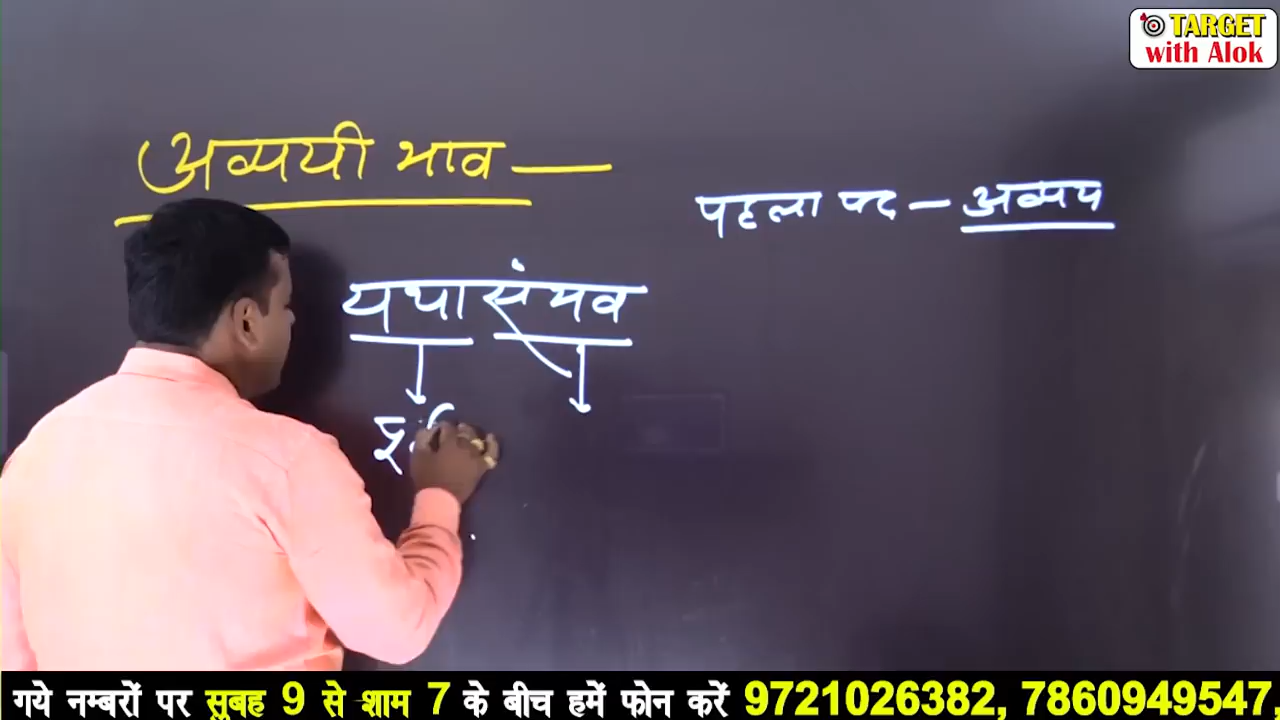 TARGET
with Alok
अव्ययी भाव —
पहला पद — अव्यय
यथासंभव
गये नम्बरों पर सुबह 9 से शाम 7 के बीच हमें फोन करें 9721026382, 7860949547,